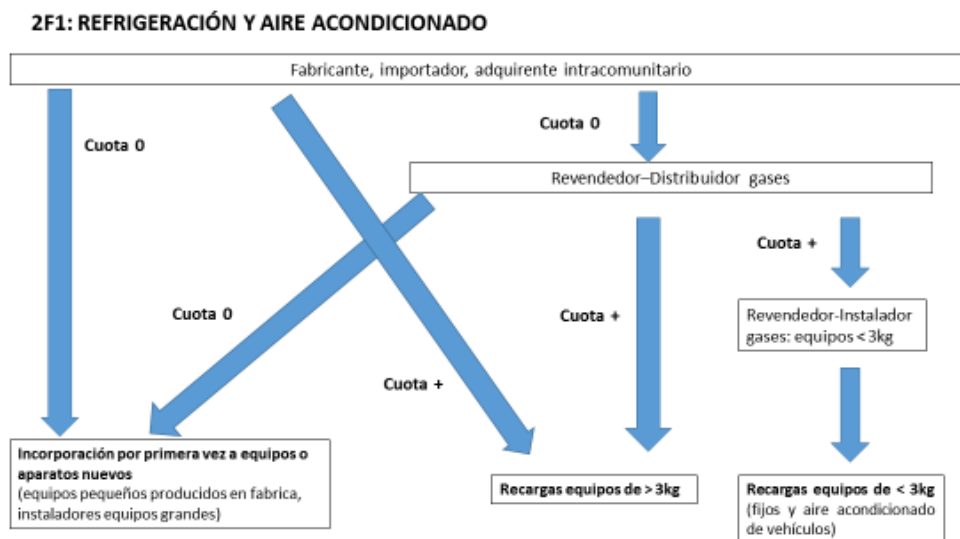 2F1: REFRIGERACIÓN Y AIRE ACONDICIONADO
Fabricante, importador, adquirente intracomunitario
Cuota 0
Cuota 0
Revendedor–Distribuidor gases
Cuota +
Cuota 0
Cuota +
Revendedor-Instalador
gases: equipos < 3kg
Cuota +
Incorporación por primera vez a equipos o
aparatos nuevos
(equipos pequeños producidos en fabrica,
instaladores equipos grandes)
Recargas equipos de > 3kg
Recargas equipos de < 3kg
(fijos y aire acondicionado
de vehículos)